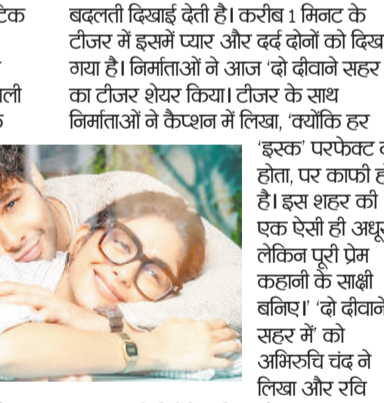 टिक
ली
बदलती दिखाई देती है। करीब 1 मिनट के
टीजर में इसमें प्यार और दर्द दोनों को दिख
गया है। निर्माताओं ने आज ‘दो दीवाने सहर
का टीजर शेयर किया। टीजर के साथ
निर्माताओं ने कैप्शन में लिखा, ‘क्योंकि हर
‘इस्क’ परफेक्ट
होता, पर काफी
है। इस शहर की
एक ऐसी ही अधू
लेकिन पूरी प्रेम
कहानी के साक्षी
बनिए।’ ‘दो दीवाने
सहर में’ को
अभिरुचि चंद ने
लिखा और रवि